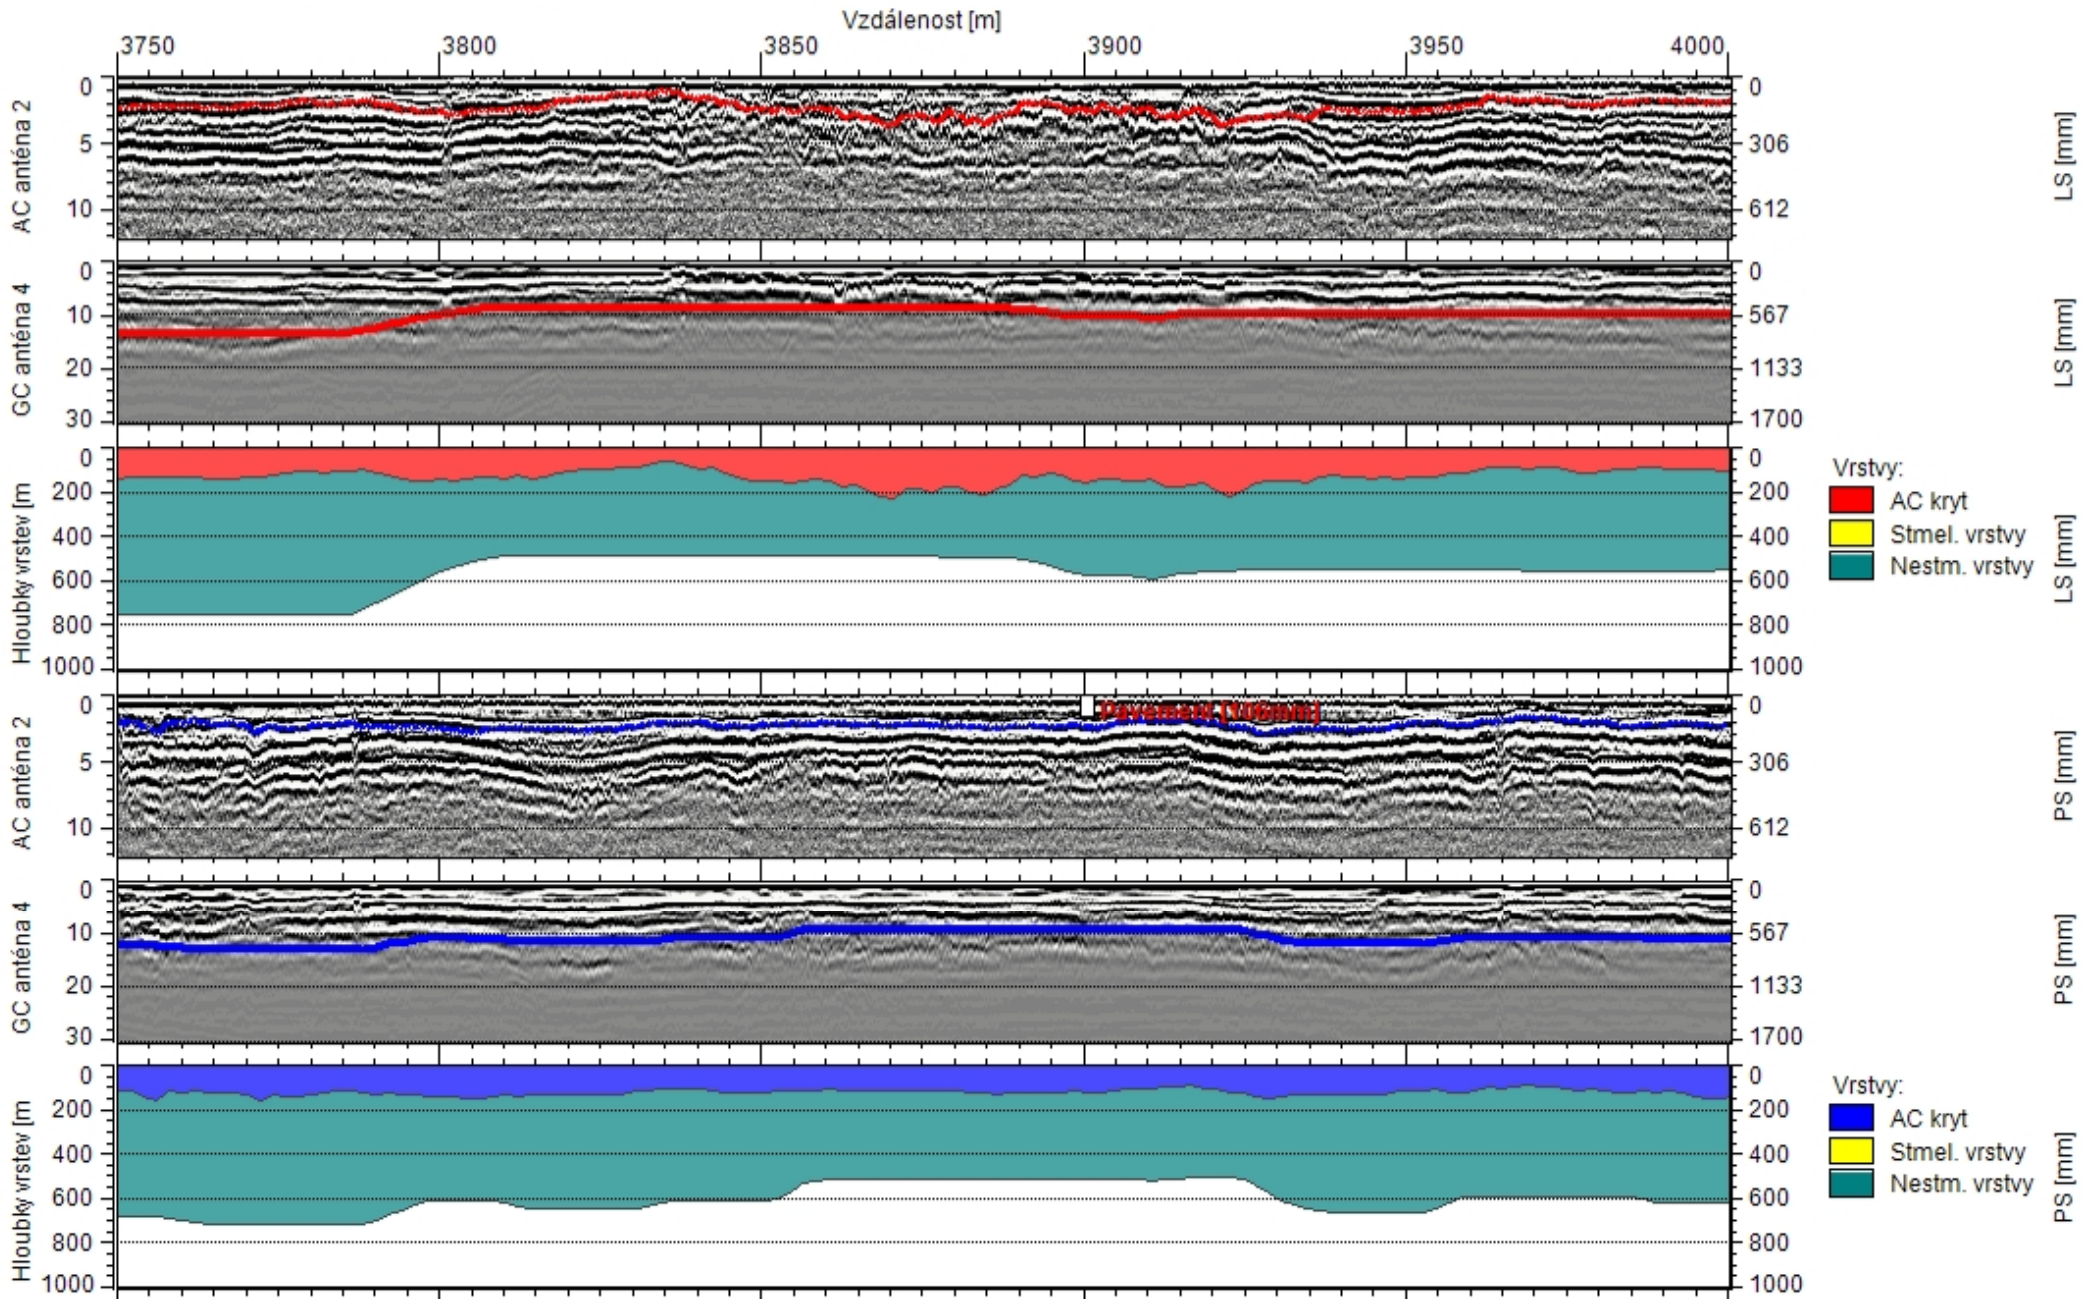 Vzdálenost [m]
3750 3800 3850 3900 3950 4000
AC anténa 2
0 5 10
0 306 612
LS [mm]
GC anténa 4
0 10 20 30
0 567 1133 1700
LS [mm]
Hloubky vrstev [m
0 200 400 600 800 1000
0 200 400 600 800 1000
LS [mm]
Vrstvy:
AC kryt
Stmel. vrstvy
Nestm. vrstvy
AC anténa 2
0 5 10
Pavement [106mm]
0 306 612
PS [mm]
GC anténa 4
0 10 20 30
0 567 1133 1700
PS [mm]
Hloubky vrstev [m
0 200 400 600 800 1000
0 200 400 600 800 1000
PS [mm]
Vrstvy:
AC kryt
Stmel. vrstvy
Nestm. vrstvy